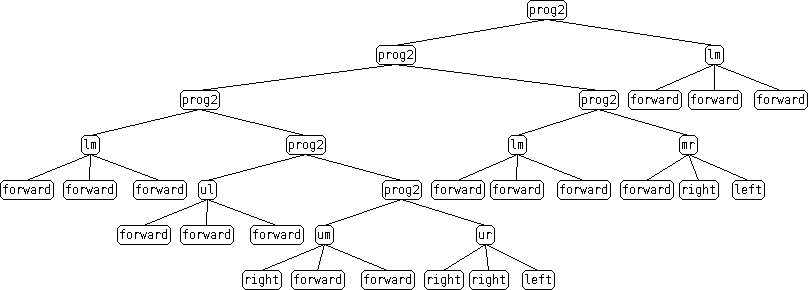 prog2
prog2 lm
prog2 prog2 forward forward forward
lm prog2 lm mr
forward forward forward ul prog2 forward forward forward forward right left
forward forward forward um ur
right forward forward right right left